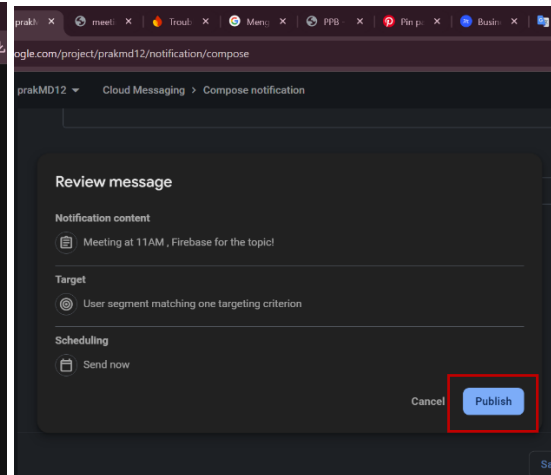 prakM
meeti
Troub
Meng
PPB -
Pin pa
Busin
ogle.com/project/prakmd12/notification/compose
prakMD12 Cloud Messaging > Compose notification
Review message
Notification content
Meeting at 11AM , Firebase for the topic!
Target
User segment matching one targeting criterion
Scheduling
Send now
Cancel Publish
Sa